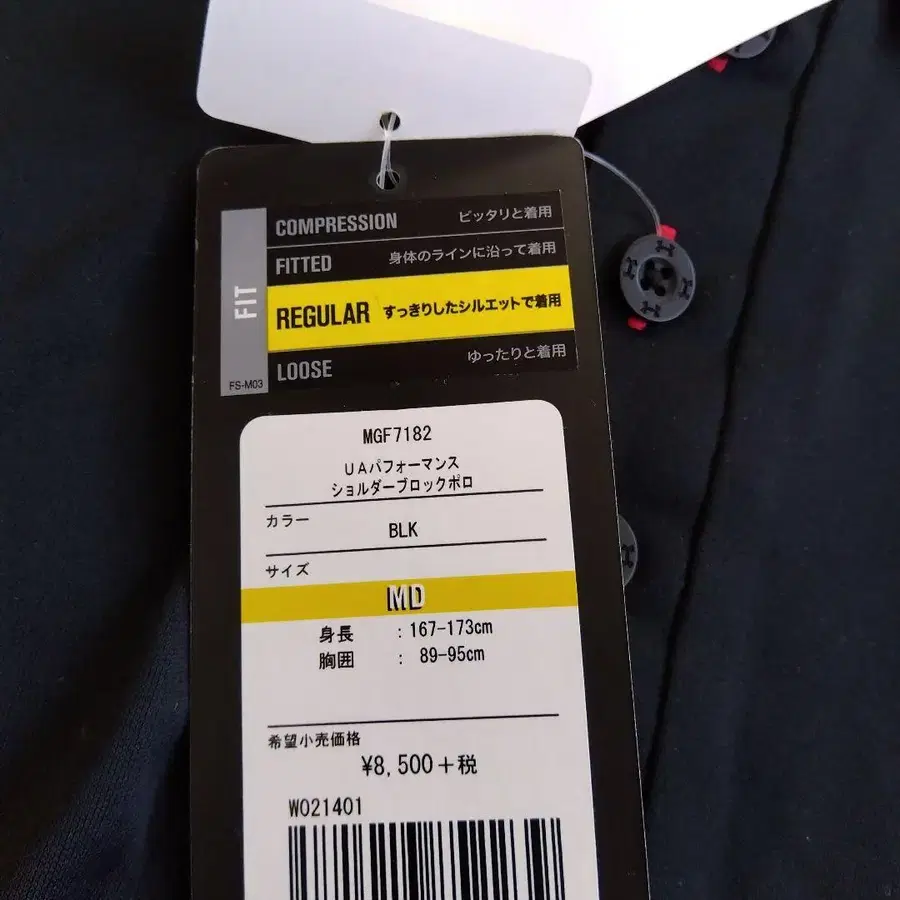 FIT
FS-M03
COMPRESSION ピッタリと着用
FITTED 身体のラインに沿って着用
REGULAR すっきりしたシルエットで着用
LOOSE ゆったりと着用
MGF7182
UAパフォーマンス
ショルダーブロックポロ
カラー
BLK
サイズ
MD
身長 : 167-173cm
胸囲 : 89-95cm
希望小売価格
¥8,500+税
W021401